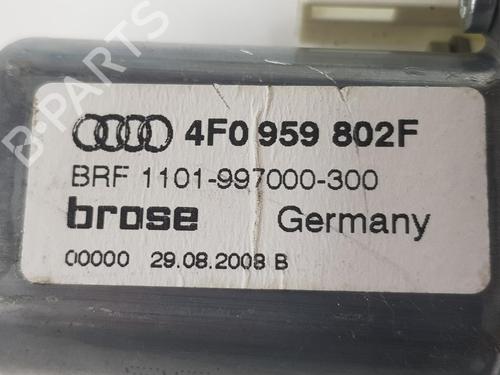 4F0 959 802F
BRF 1101-997000-300
brose Germany
00000 29.08.2008 B
B-PARTS